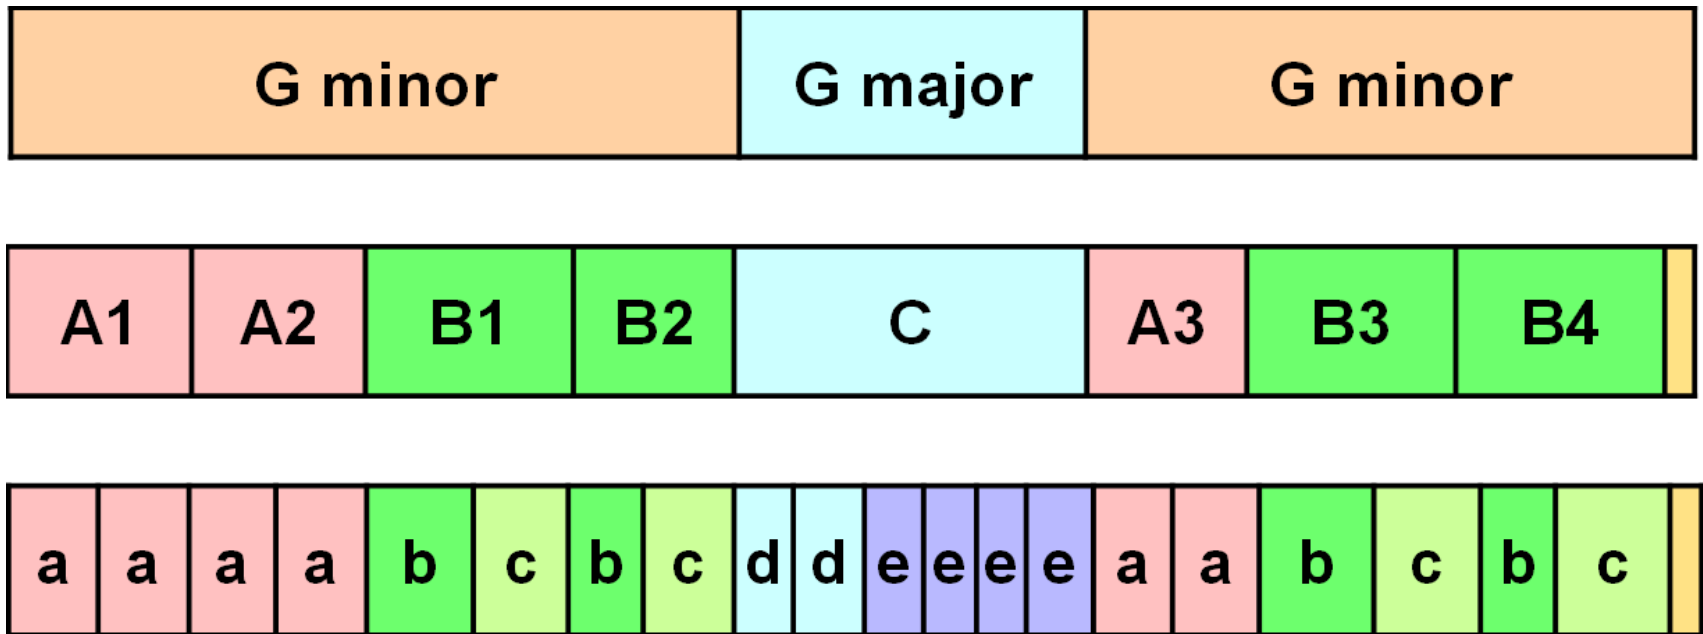 G minor G major G minor
A1 A2 B1 B2 C A3 B3 B4
a a a a b c b c d d e e e e a a b c b c